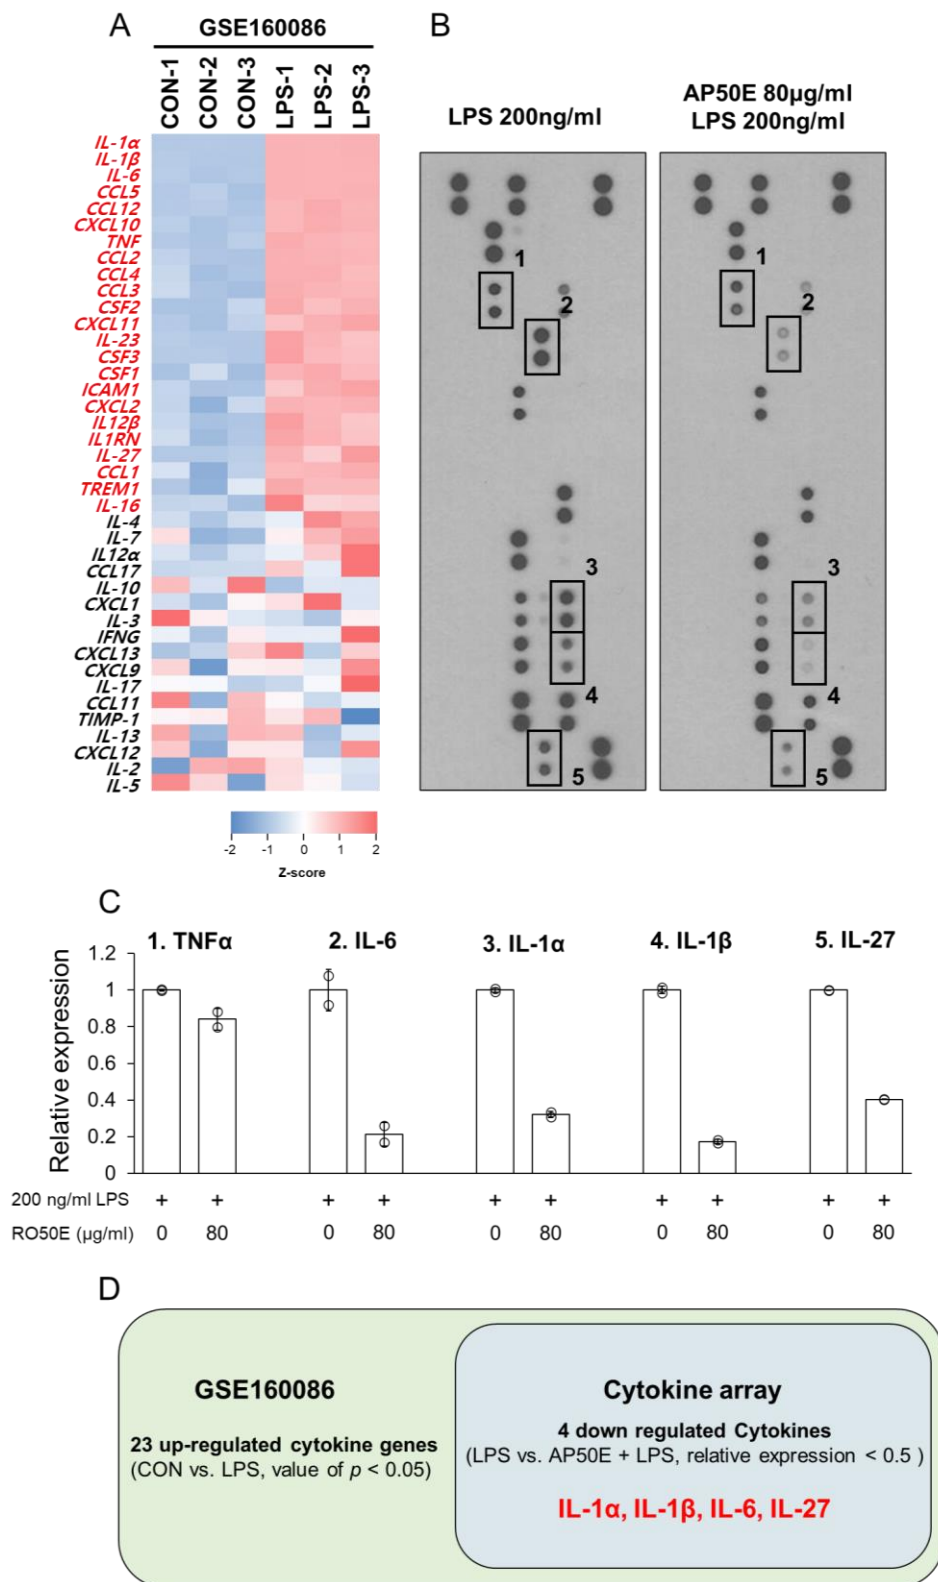 A
GSE160086
CON-1
CON-2
CON-3
LPS-1
LPS-2
LPS-3
IL-1α
IL-1β
IL-6
CCL5
CCL12
CXCL10
TNF
CCL2
CCL4
CCL3
CSF2
CXCL11
IL-23
CSF3
CSF1
ICAM1
CXCL2
IL12β
IL1RN
IL-27
CCL1
TREM1
IL-16
IL-4
IL-7
IL12α
CCL17
IL-10
CXCL1
IL-3
IFNG
CXCL13
CXCL9
IL-17
CCL11
TIMP-1
IL-13
CXCL12
IL-2
IL-5
-2 -1 0 1 2
Z-score
B
LPS 200ng/ml
1
2
3
4
5
AP50E 80μg/ml
LPS 200ng/ml
1
2
3
4
5
C
Relative expression
1.2
1
0.8
0.6
0.4
0.2
0
1. TNFα
2. IL-6
3. IL-1α
4. IL-1β
5. IL-27
200 ng/ml LPS + + + + + + + + + +
RO50E (μg/ml) 0 80 0 80 0 80 0 80 0 80
D
GSE160086
23 up-regulated cytokine genes
(CON vs. LPS, value of p < 0.05)
Cytokine array
4 down regulated Cytokines
(LPS vs. AP50E + LPS, relative expression < 0.5 )
IL-1α, IL-1β, IL-6, IL-27